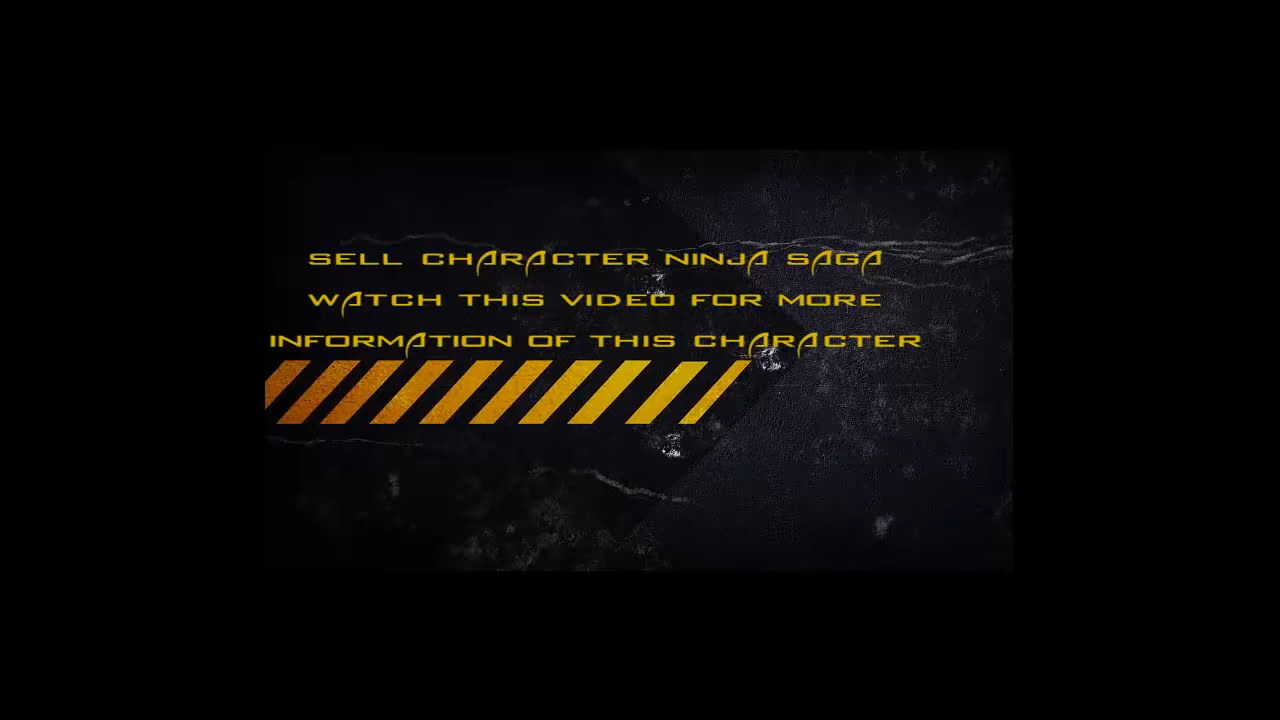 SELL CHARACTER NINJA SAGA
WATCH THIS VIDEO FOR MORE
INFORMATION OF THIS CHARACTER